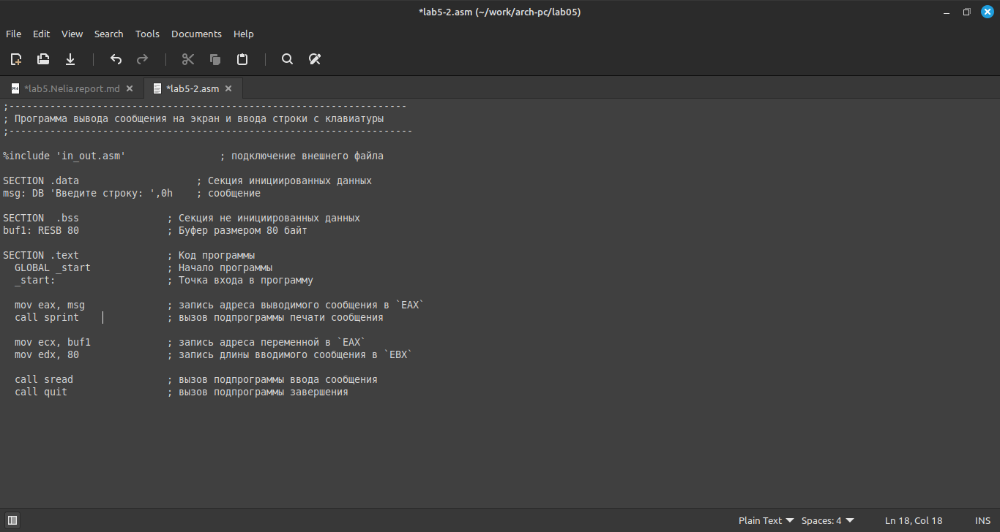 *lab5-2.asm (~/work/arch-pc/lab05)
File Edit View Search Tools Documents Help
*lab5.Nelia.report.md
*lab5-2.asm
;--------------------------------------------------------------------
; Программа вывода сообщения на экран и ввода строки с клавиатуры
;---------------------------------------------------------------------
%include 'in_out.asm' ; подключение внешнего файла
SECTION .data ; Секция инициированных данных
msg: DB 'Введите строку: ',0h ; сообщение
SECTION .bss ; Секция не инициированных данных
buf1: RESB 80 ; Буфер размером 80 байт
SECTION .text ; Код программы
GLOBAL _start ; Начало программы
_start: ; Точка входа в программу
mov eax, msg ; запись адреса выводимого сообщения в `EAX`
call sprint ; вызов подпрограммы печати сообщения
mov ecx, buf1 ; запись адреса переменной в `EAX`
mov edx, 80 ; запись длины вводимого сообщения в `EBX`
call sread ; вызов подпрограммы ввода сообщения
call quit ; вызов подпрограммы завершения
Plain Text Spaces: 4 Ln 18, Col 18 INS